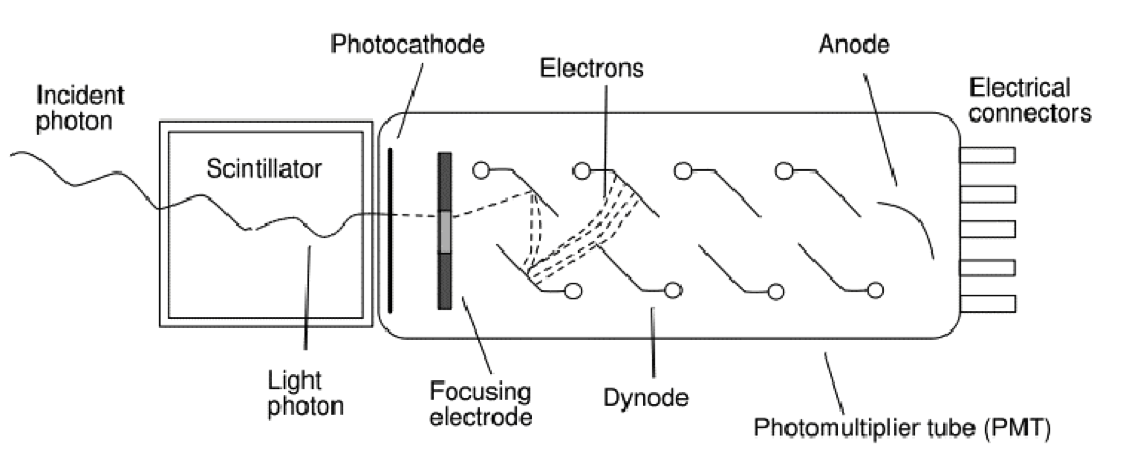 Photocathode
Anode
Electrons
Incident
photon
Electrical
connectors
Scintillator
Light
photon
Focusing
electrode
Dynode
Photomultiplier tube (PMT)